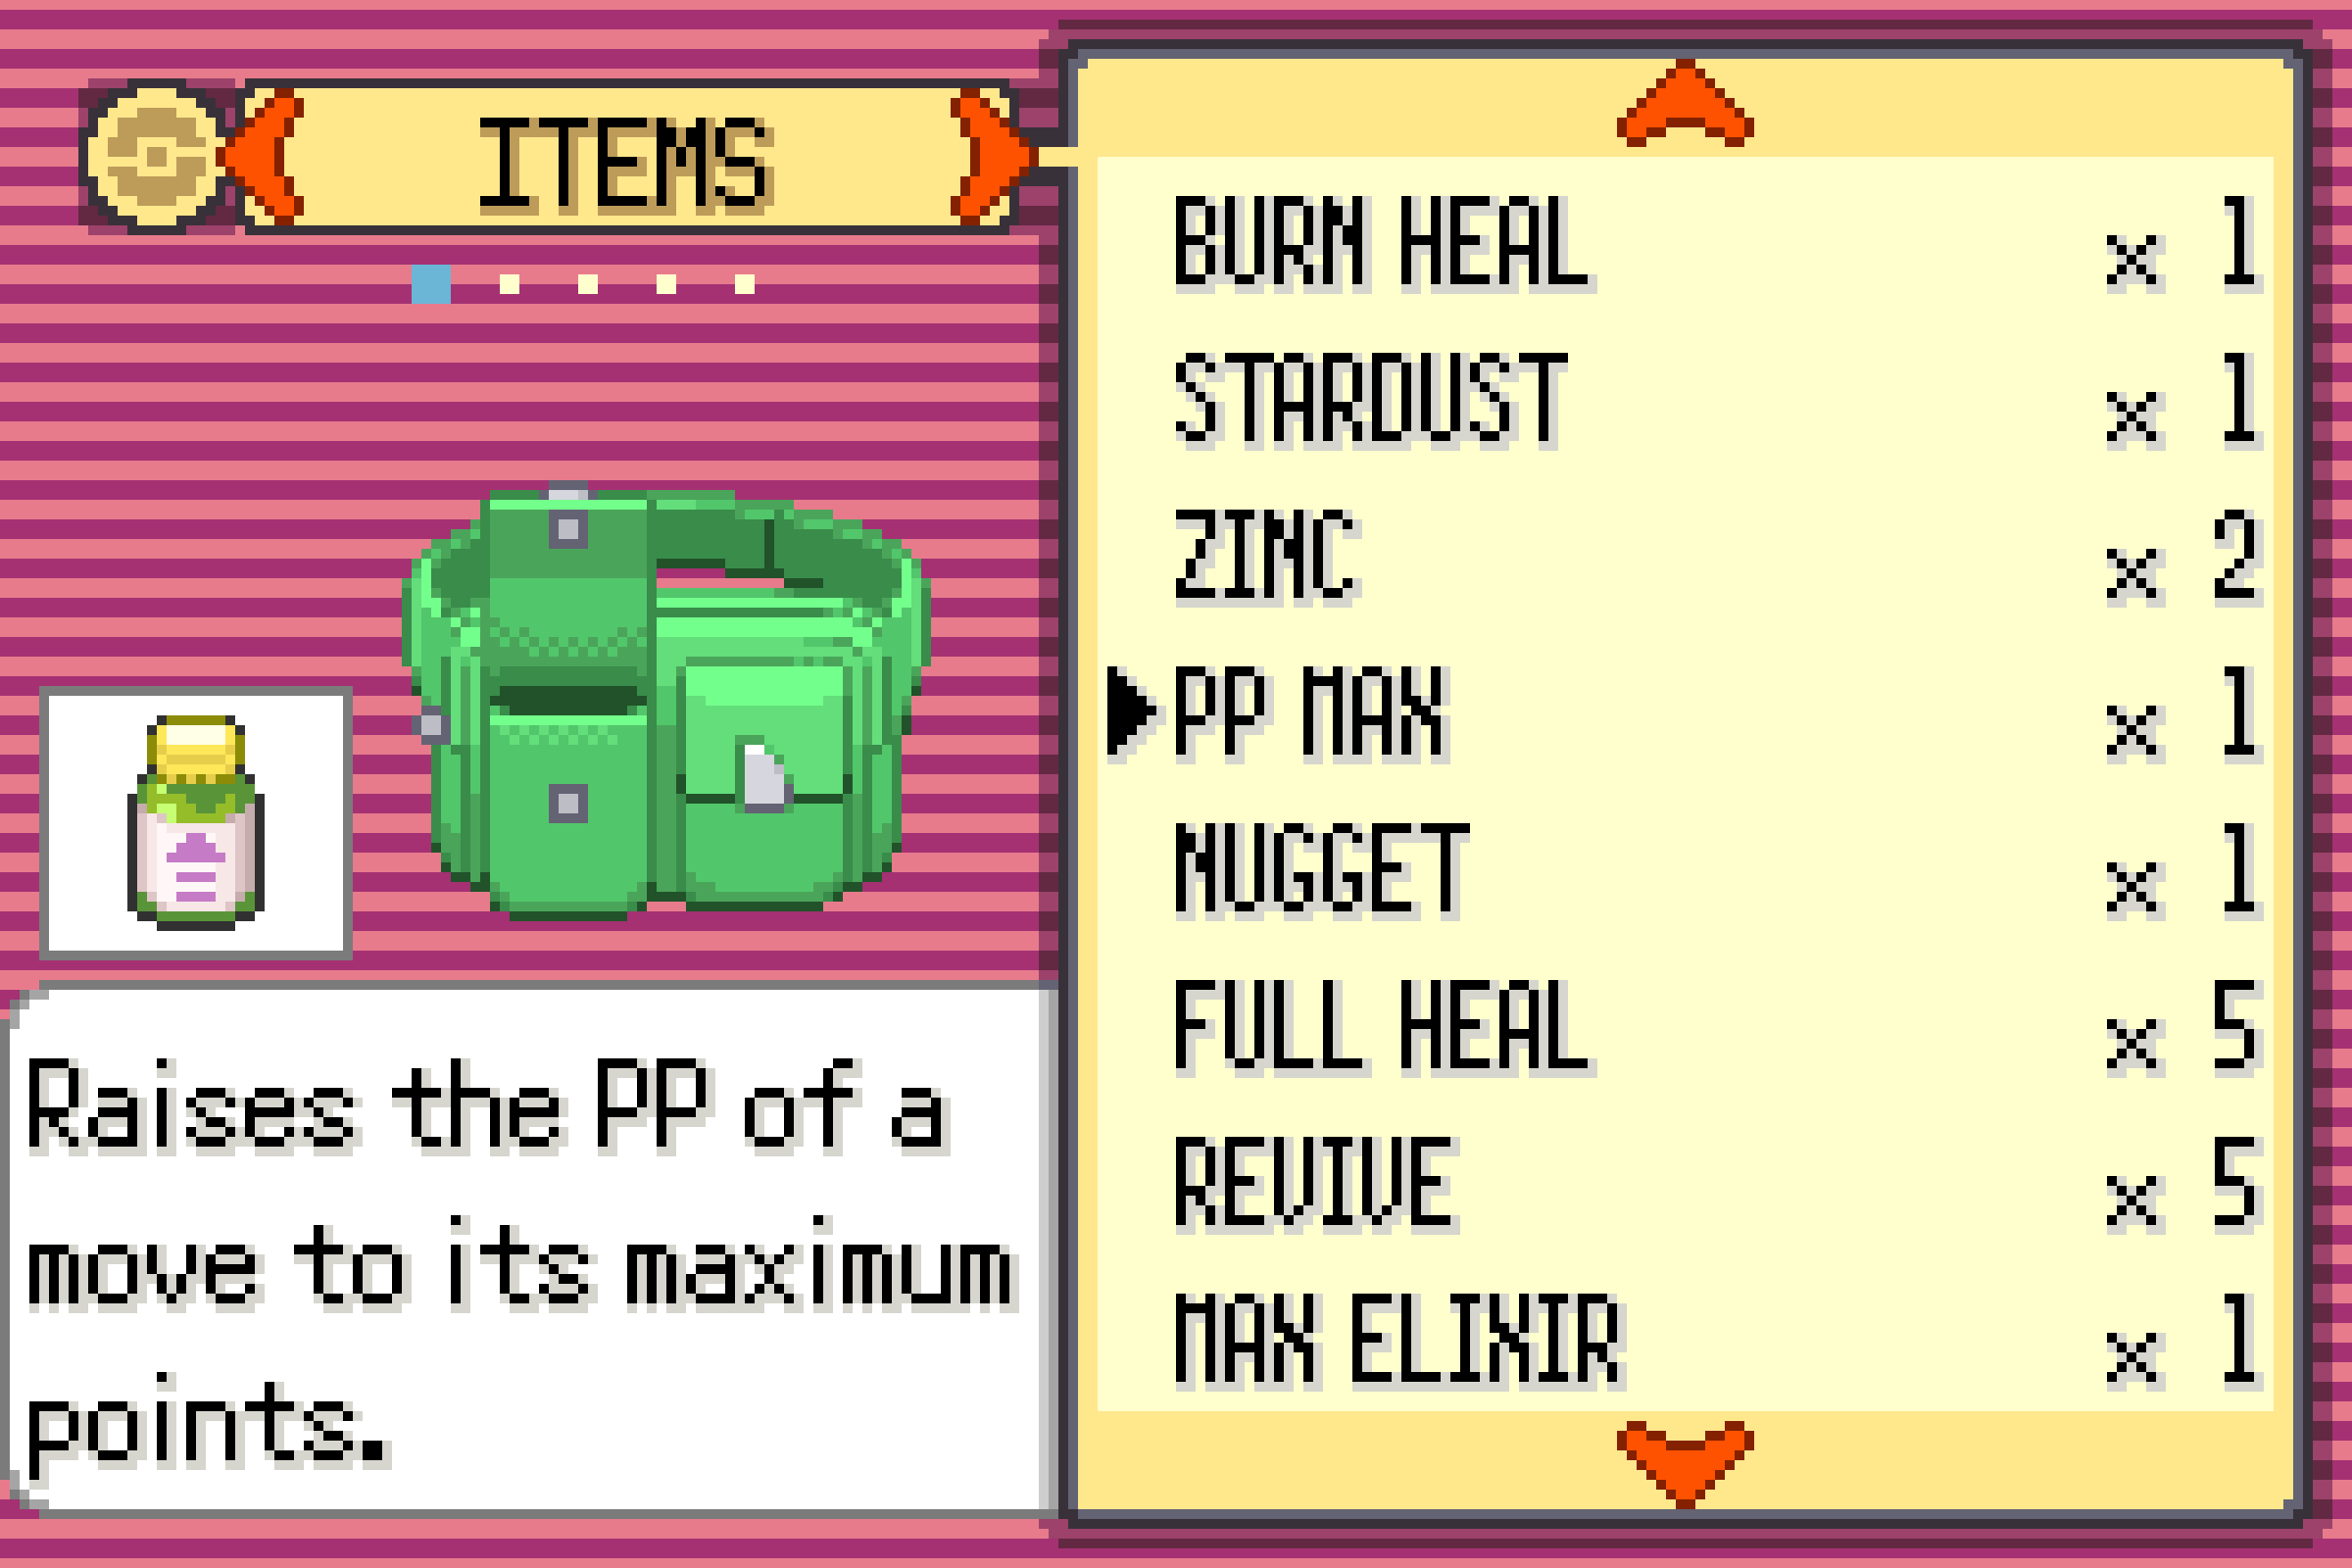 ITEMS
BURN HEAL × 1
STARDUST × 1
ZINC × 2
PP MAX × 1
NUGGET × 1
FULL HEAL × 5
REVIVE × 5
MAX ELIXIR × 1
Raises the PP of a
move to its maximum
points.